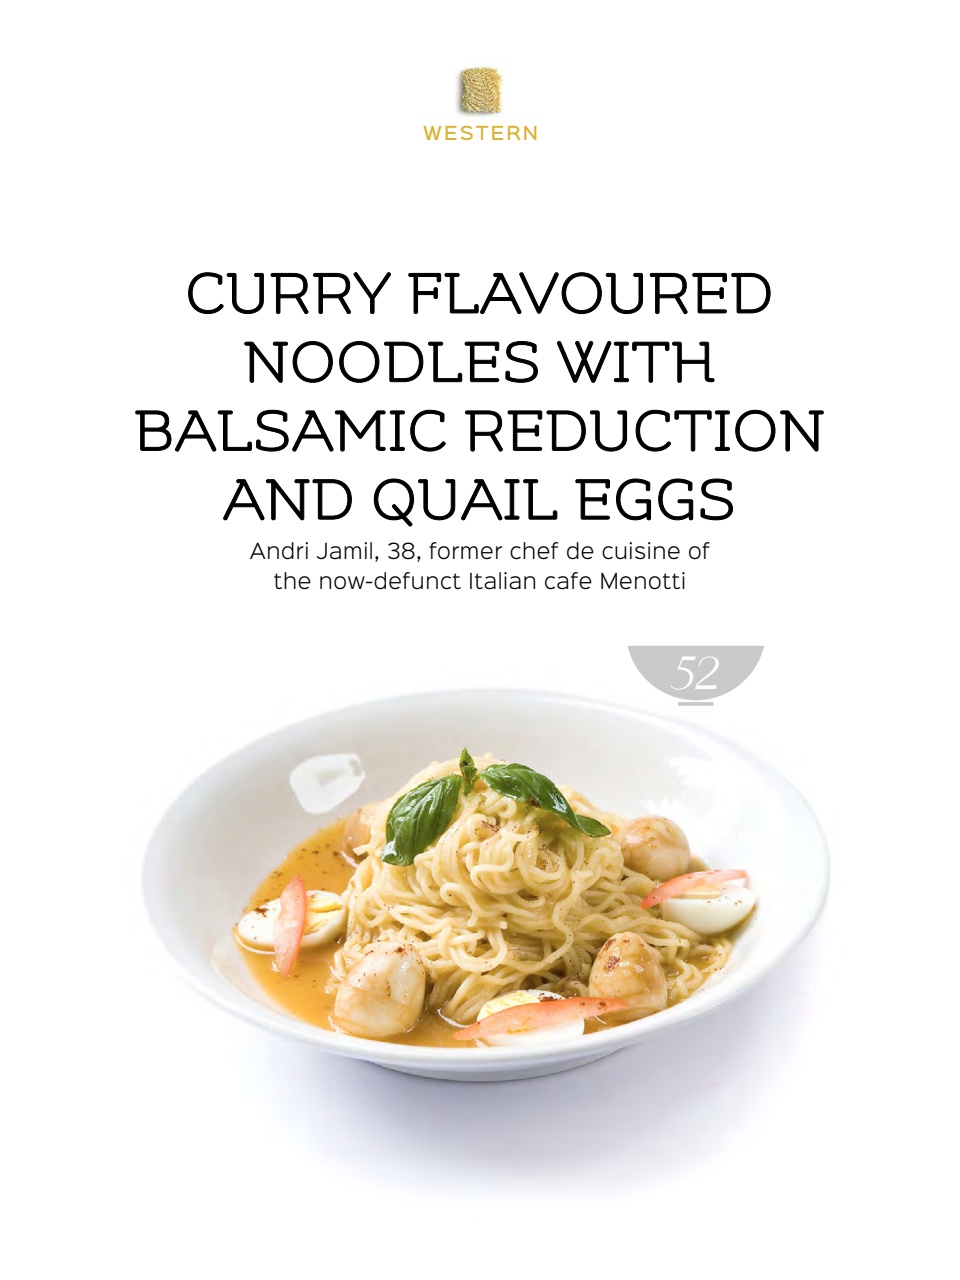 WESTERN
CURRY FLAVOURED
NOODLES WITH
BALSAMIC REDUCTION
AND QUAIL EGGS
Andri Jamil, 38, former chef de cuisine of
the now-defunct Italian cafe Menotti
52